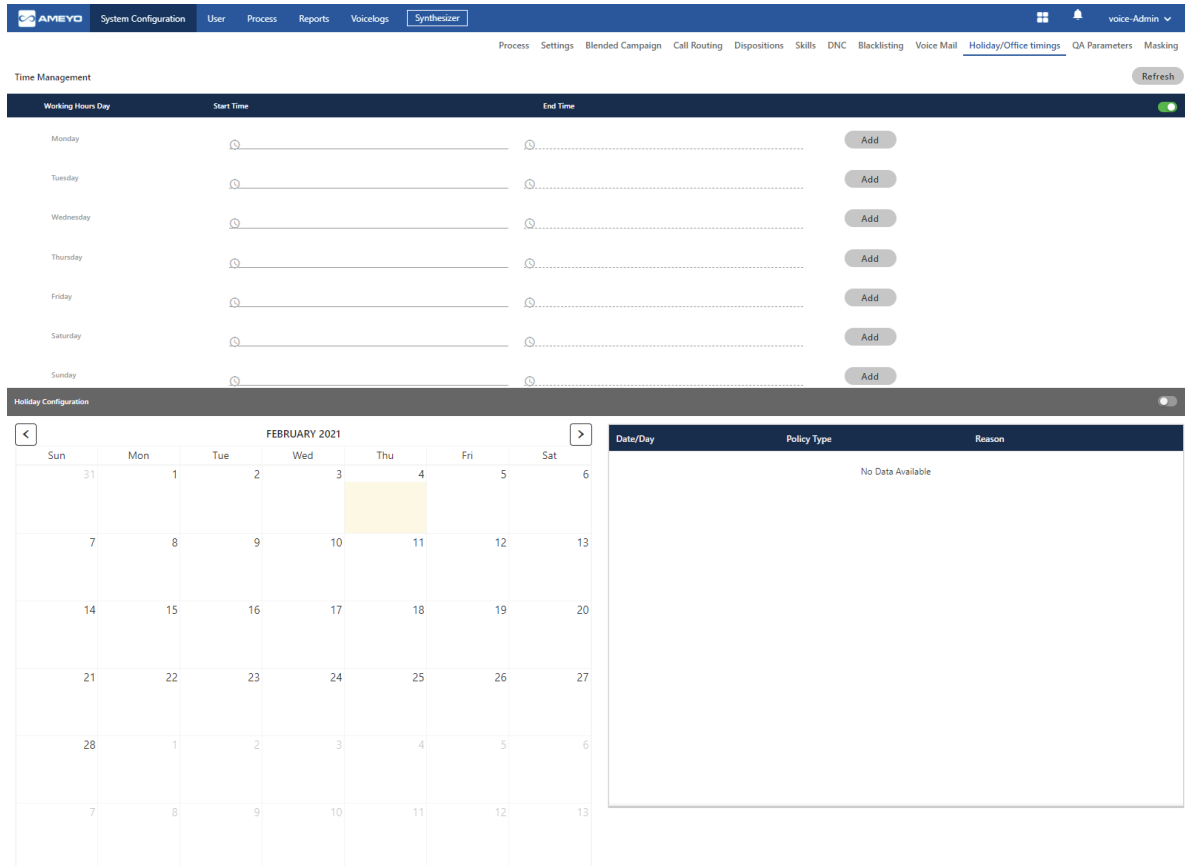 AMEYO System Configuration User Process Reports Voicelogs Synthesizer voice-Admin
Process Settings Blended Campaign Call Routing Dispositions Skills DNC Blacklisting Voice Mail Holiday/Office timings QA Parameters Masking
Time Management Refresh
Working Hours Day Start Time End Time
Monday Add
Tuesday Add
Wednesday Add
Thursday Add
Friday Add
Saturday Add
Sunday Add
Holiday Configuration
FEBRUARY 2021
Sun Mon Tue Wed Thu Fri Sat
31 1 2 3 4 5 6
7 8 9 10 11 12 13
14 15 16 17 18 19 20
21 22 23 24 25 26 27
28 1 2 3 4 5 6
7 8 9 10 11 12 13
Date/Day Policy Type Reason
No Data Available